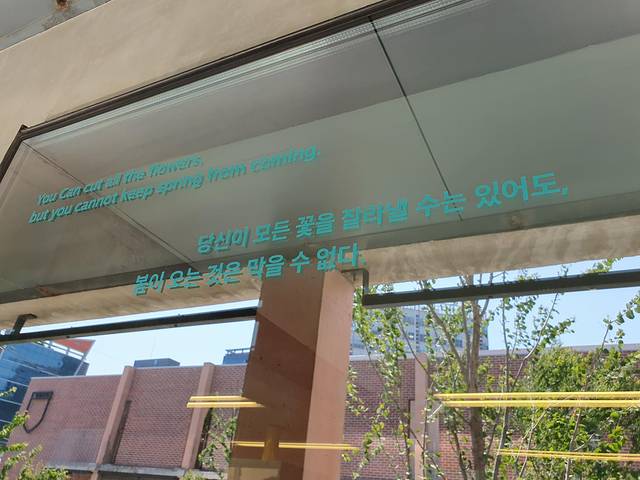 You Can cut all the flowers,
but you cannot keep spring from coming.
당신이 모든 꽃을 잘라낼 수는 있어도,
봄이 오는 것은 막을 수 없다.